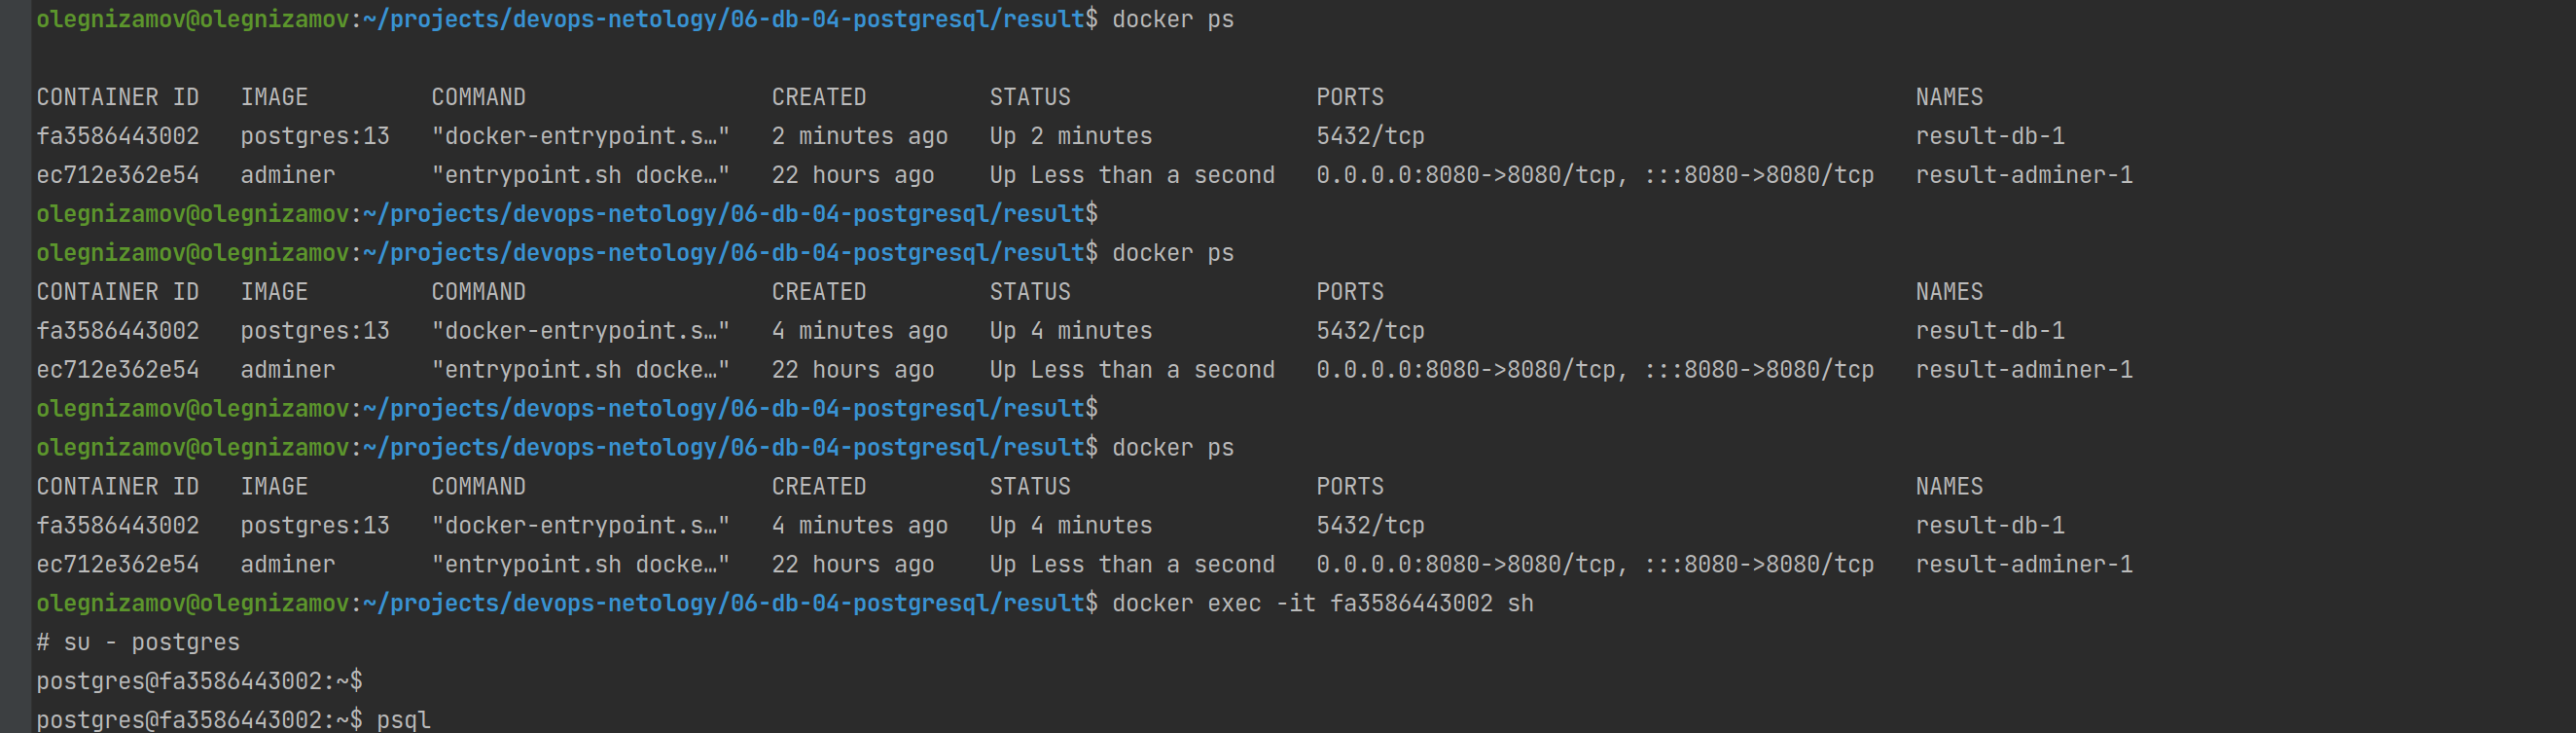 olegnizamov@olegnizamov:~/projects/devops-netology/06-db-04-postgresql/result$ docker ps
CONTAINER ID   IMAGE         COMMAND                  CREATED         STATUS                  PORTS                                       NAMES
fa3586443002   postgres:13   "docker-entrypoint.s…"   2 minutes ago   Up 2 minutes            5432/tcp                                    result-db-1
ec712e362e54   adminer       "entrypoint.sh docke…"   22 hours ago    Up Less than a second   0.0.0.0:8080->8080/tcp, :::8080->8080/tcp   result-adminer-1
olegnizamov@olegnizamov:~/projects/devops-netology/06-db-04-postgresql/result$
olegnizamov@olegnizamov:~/projects/devops-netology/06-db-04-postgresql/result$ docker ps
CONTAINER ID   IMAGE         COMMAND                  CREATED         STATUS                  PORTS                                       NAMES
fa3586443002   postgres:13   "docker-entrypoint.s…"   4 minutes ago   Up 4 minutes            5432/tcp                                    result-db-1
ec712e362e54   adminer       "entrypoint.sh docke…"   22 hours ago    Up Less than a second   0.0.0.0:8080->8080/tcp, :::8080->8080/tcp   result-adminer-1
olegnizamov@olegnizamov:~/projects/devops-netology/06-db-04-postgresql/result$
olegnizamov@olegnizamov:~/projects/devops-netology/06-db-04-postgresql/result$ docker ps
CONTAINER ID   IMAGE         COMMAND                  CREATED         STATUS                  PORTS                                       NAMES
fa3586443002   postgres:13   "docker-entrypoint.s…"   4 minutes ago   Up 4 minutes            5432/tcp                                    result-db-1
ec712e362e54   adminer       "entrypoint.sh docke…"   22 hours ago    Up Less than a second   0.0.0.0:8080->8080/tcp, :::8080->8080/tcp   result-adminer-1
olegnizamov@olegnizamov:~/projects/devops-netology/06-db-04-postgresql/result$ docker exec -it fa3586443002 sh
# su - postgres
postgres@fa3586443002:~$
postgres@fa3586443002:~$ psql